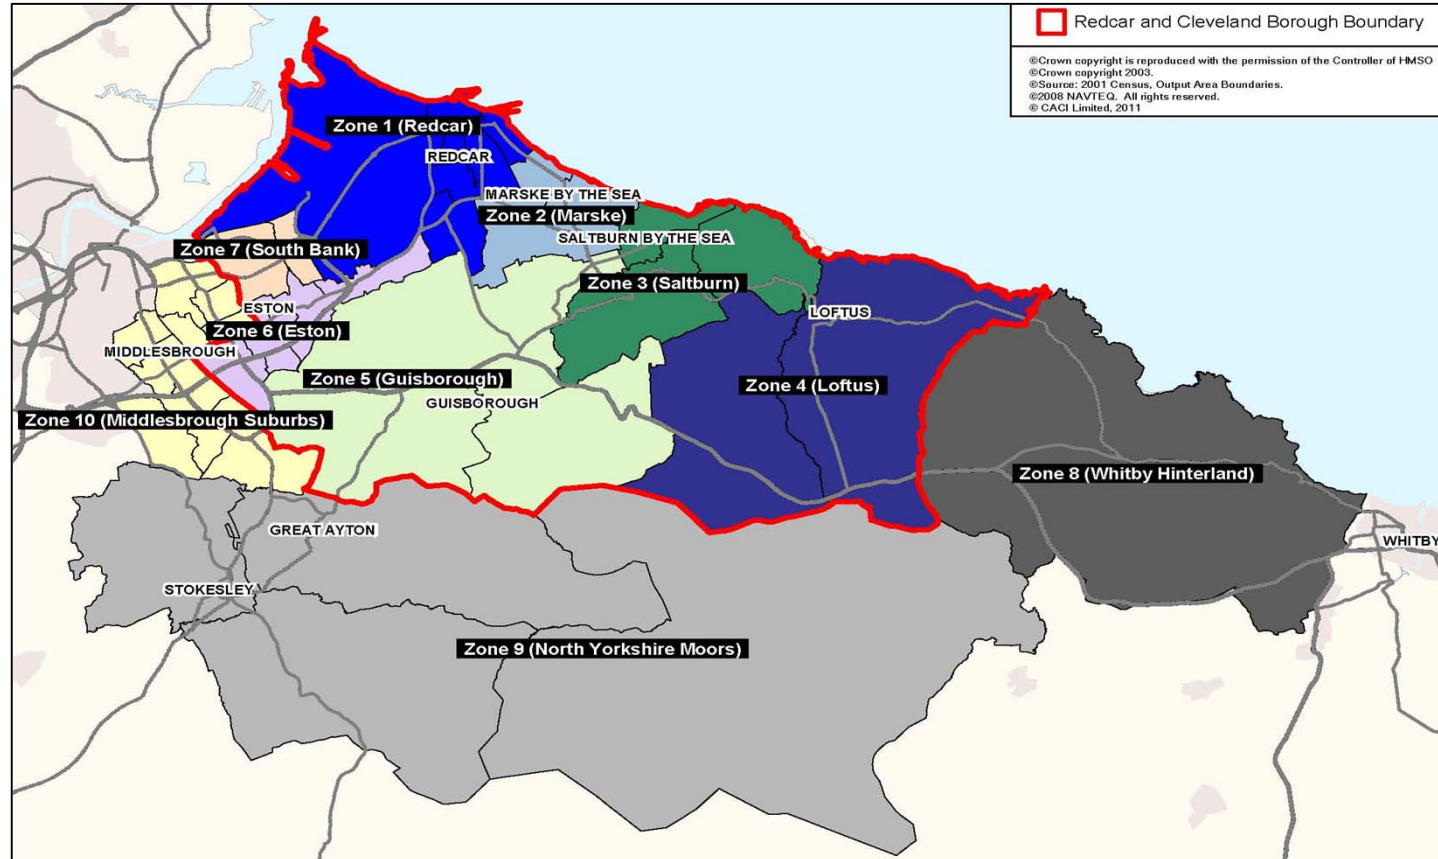 Redcar and Cleveland Borough Boundary
©Crown copyright is reproduced with the permission of the Controller of HMSO
©Crown copyright 2003.
©Source: 2001 Census, Output Area Boundaries.
©2008 NAVTEQ. All rights reserved.
© CACI Limited, 2011
Zone 1 (Redcar)
REDCAR
MARSKE BY THE SEA
Zone 2 (Marske)
SALTBURN BY THE SEA
Zone 7 (South Bank)
Zone 3 (Saltburn)
ESTON
LOFTUS
Zone 6 (Eston)
MIDDLESBROUGH
Zone 5 (Guisborough)
Zone 4 (Loftus)
GUISBOROUGH
Zone 10 (Middlesbrough Suburbs)
Zone 8 (Whitby Hinterland)
GREAT AYTON
WHITBY
STOKESLEY
Zone 9 (North Yorkshire Moors)